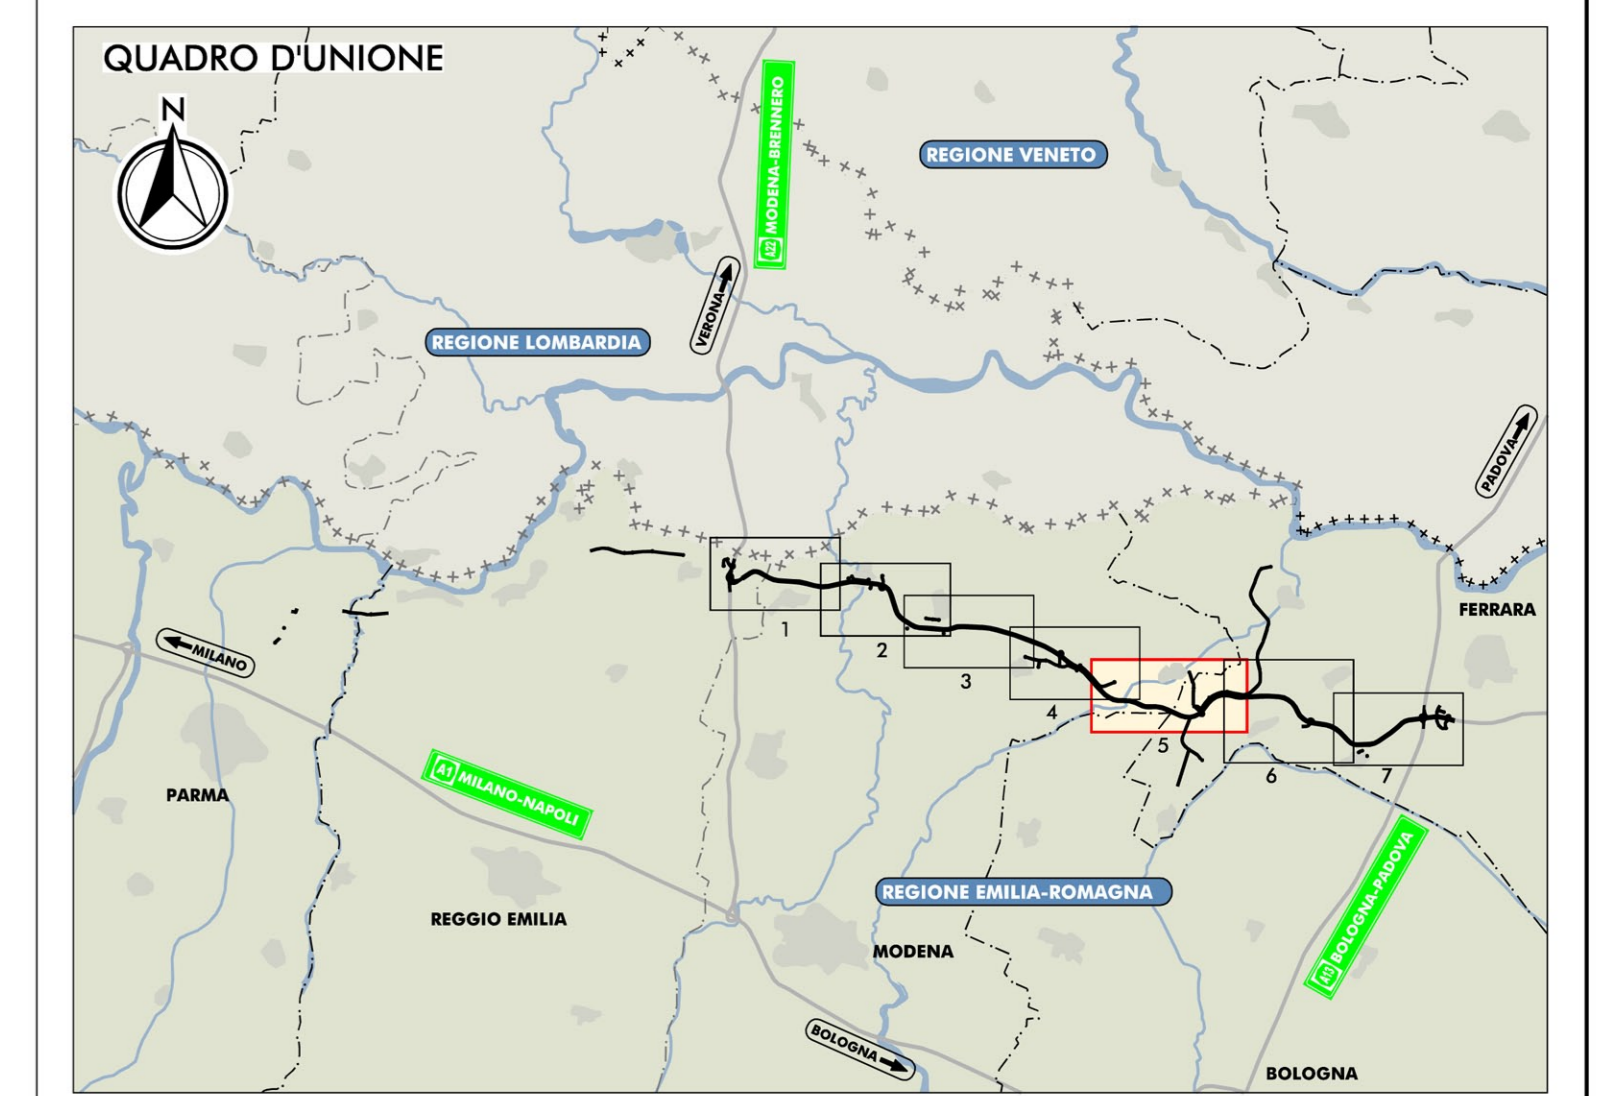 QUADRO D'UNIONE
N
A22 MODENA-BRENNERO
REGIONE VENETO
VERONA
REGIONE LOMBARDIA
PADOVA
FERRARA
MILANO
1
2
3
4
5
6
7
A1 MILANO-NAPOLI
PARMA
REGGIO EMILIA
REGIONE EMILIA-ROMAGNA
MODENA
A13 BOLOGNA-PADOVA
BOLOGNA
BOLOGNA